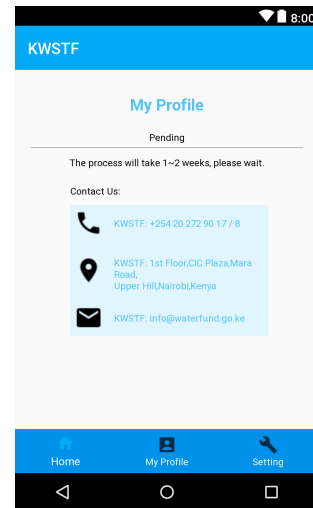 8:00
KWSTF
My Profile
Pending
The process will take 1~2 weeks, please wait.
Contact Us:
KWSTF: +254 20 272 90 17 / 8
KWSTF: 1st Floor,CIC Plaza,Mara
Road,
Upper Hill,Nairobi,Kenya
KWSTF: info@waterfund.go.ke
Home
My Profile
Setting